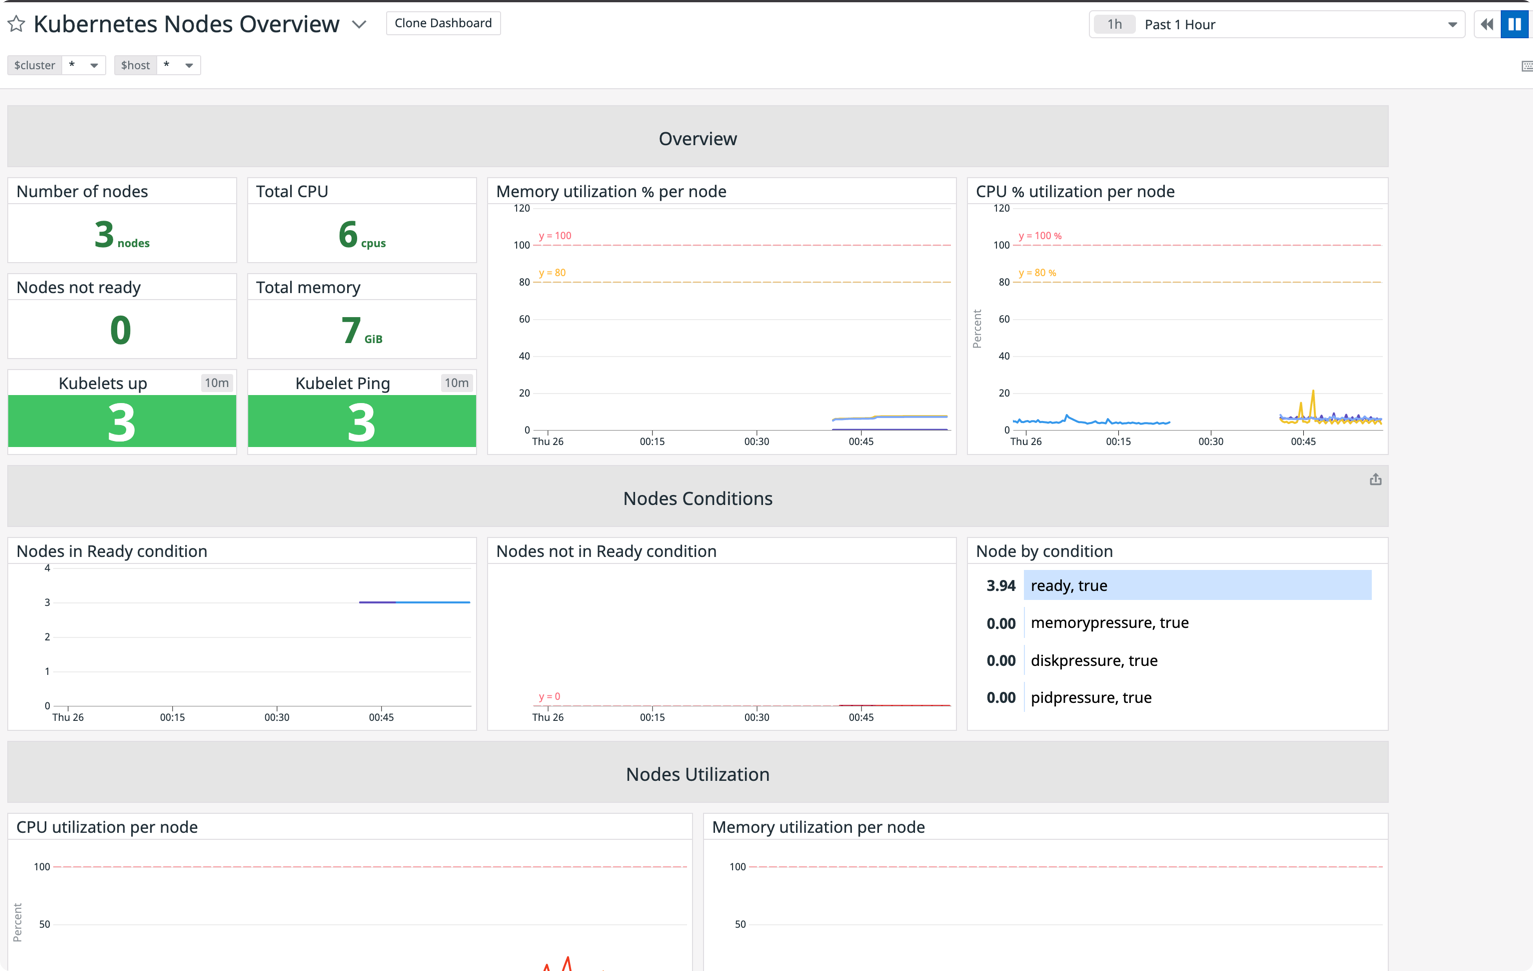 Kubernetes Nodes Overview
Clone Dashboard
1h Past 1 Hour
$cluster *
$host *
Overview
Number of nodes
3 nodes
Total CPU
6 cpus
Nodes not ready
0
Total memory
7 GiB
Kubelets up 10m
3
Kubelet Ping 10m
3
Memory utilization % per node
120
y = 100
100
y = 80
80
60
40
20
0
Thu 26 00:15 00:30 00:45
CPU % utilization per node
Percent
120
y = 100 %
100
y = 80 %
80
60
40
20
0
Thu 26 00:15 00:30 00:45
Nodes Conditions
Nodes in Ready condition
4
3
2
1
0
Thu 26 00:15 00:30 00:45
Nodes not in Ready condition
y = 0
Thu 26 00:15 00:30 00:45
Node by condition
3.94 ready, true
0.00 memorypressure, true
0.00 diskpressure, true
0.00 pidpressure, true
Nodes Utilization
CPU utilization per node
Percent
100
50
Memory utilization per node
100
50